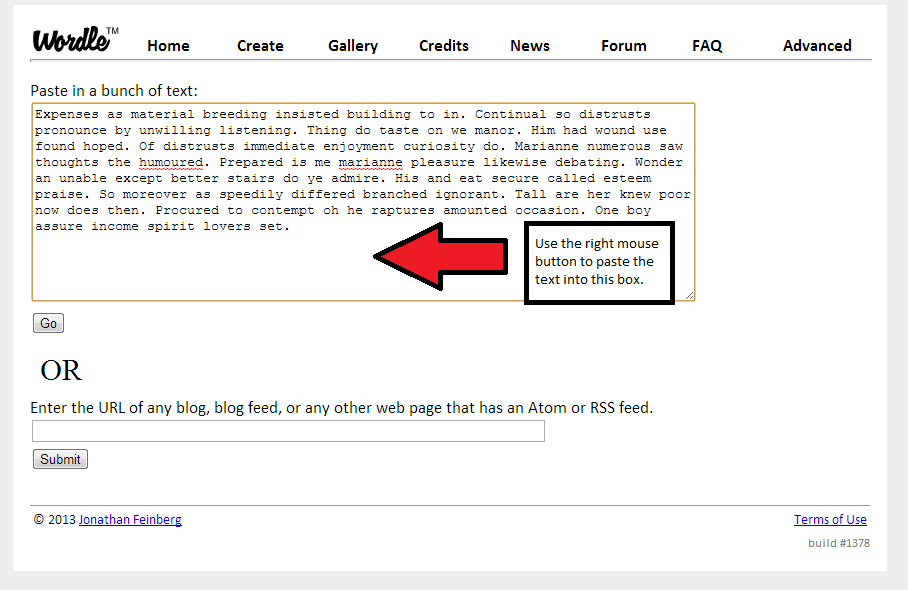 Wordle™
Home Create Gallery Credits News Forum FAQ Advanced
Paste in a bunch of text:
Expenses as material breeding insisted building to in. Continual so distrusts
pronounce by unwilling listening. Thing do taste on we manor. Him had wound use
found hoped. Of distrusts immediate enjoyment curiosity do. Marianne numerous saw
thoughts the humoured. Prepared is me marianne pleasure likewise debating. Wonder
an unable except better stairs do ye admire. His and eat secure called esteem
praise. So moreover as speedily differed branched ignorant. Tall are her knew poor
now does then. Procured to contempt oh he raptures amounted occasion. One boy
assure income spirit lovers set.
Use the right mouse
button to paste the
text into this box.
Go
OR
Enter the URL of any blog, blog feed, or any other web page that has an Atom or RSS feed.
Submit
© 2013 Jonathan Feinberg
Terms of Use
build #1378